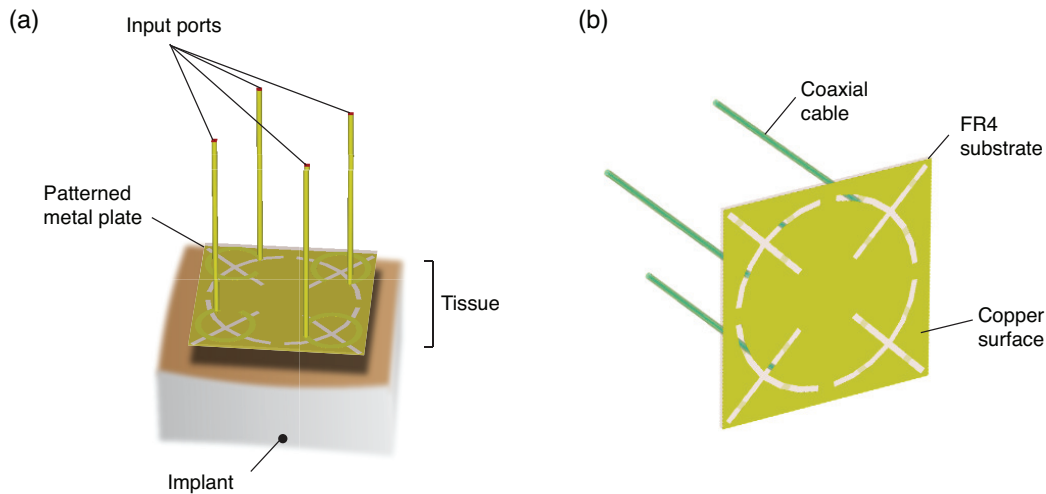 (a)
Input ports
Patterned
metal plate
Tissue
Implant
(b)
Coaxial
cable
FR4
substrate
Copper
surface